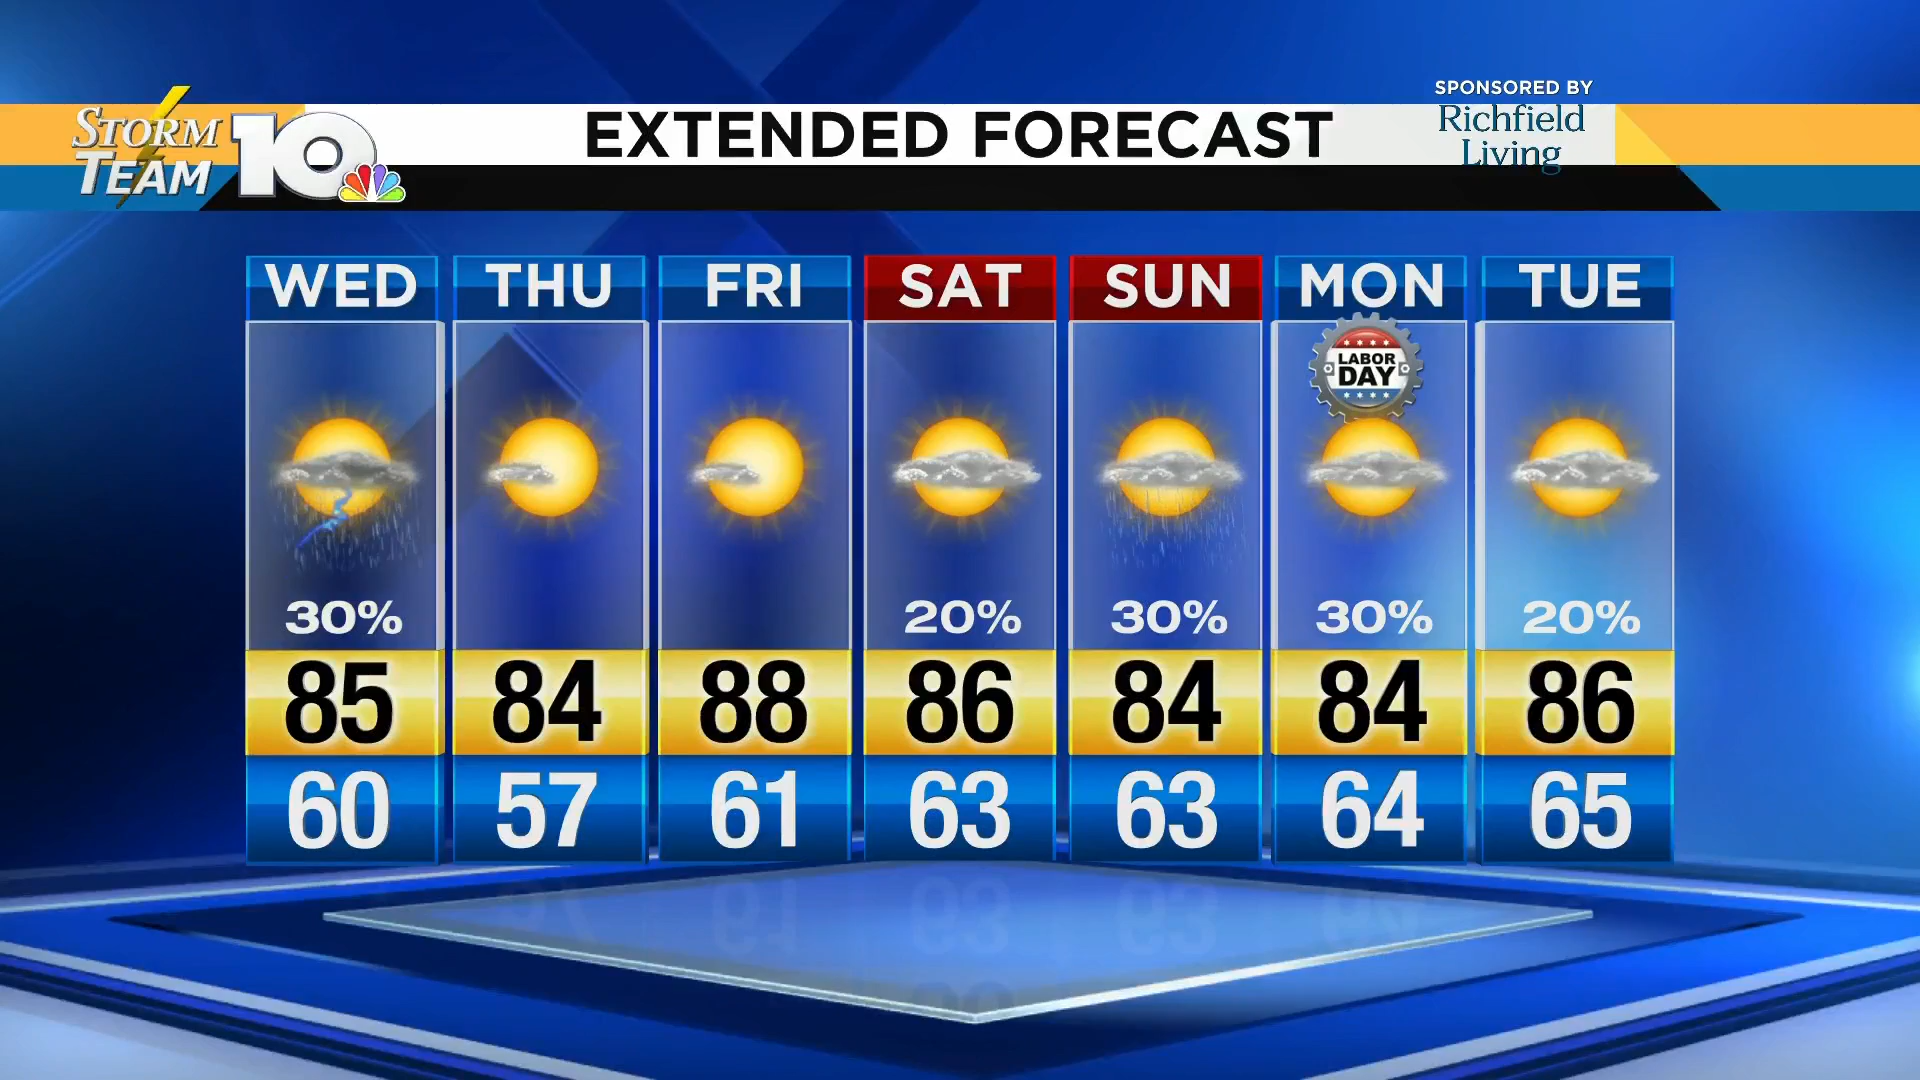 SPONSORED BY
STORM
TEAM
10
EXTENDED FORECAST
Richfield
Living
WED THU FRI SAT SUN MON TUE
LABOR
DAY
30% 20% 30% 30% 20%
85 84 88 86 84 84 86
60 57 61 63 63 64 65